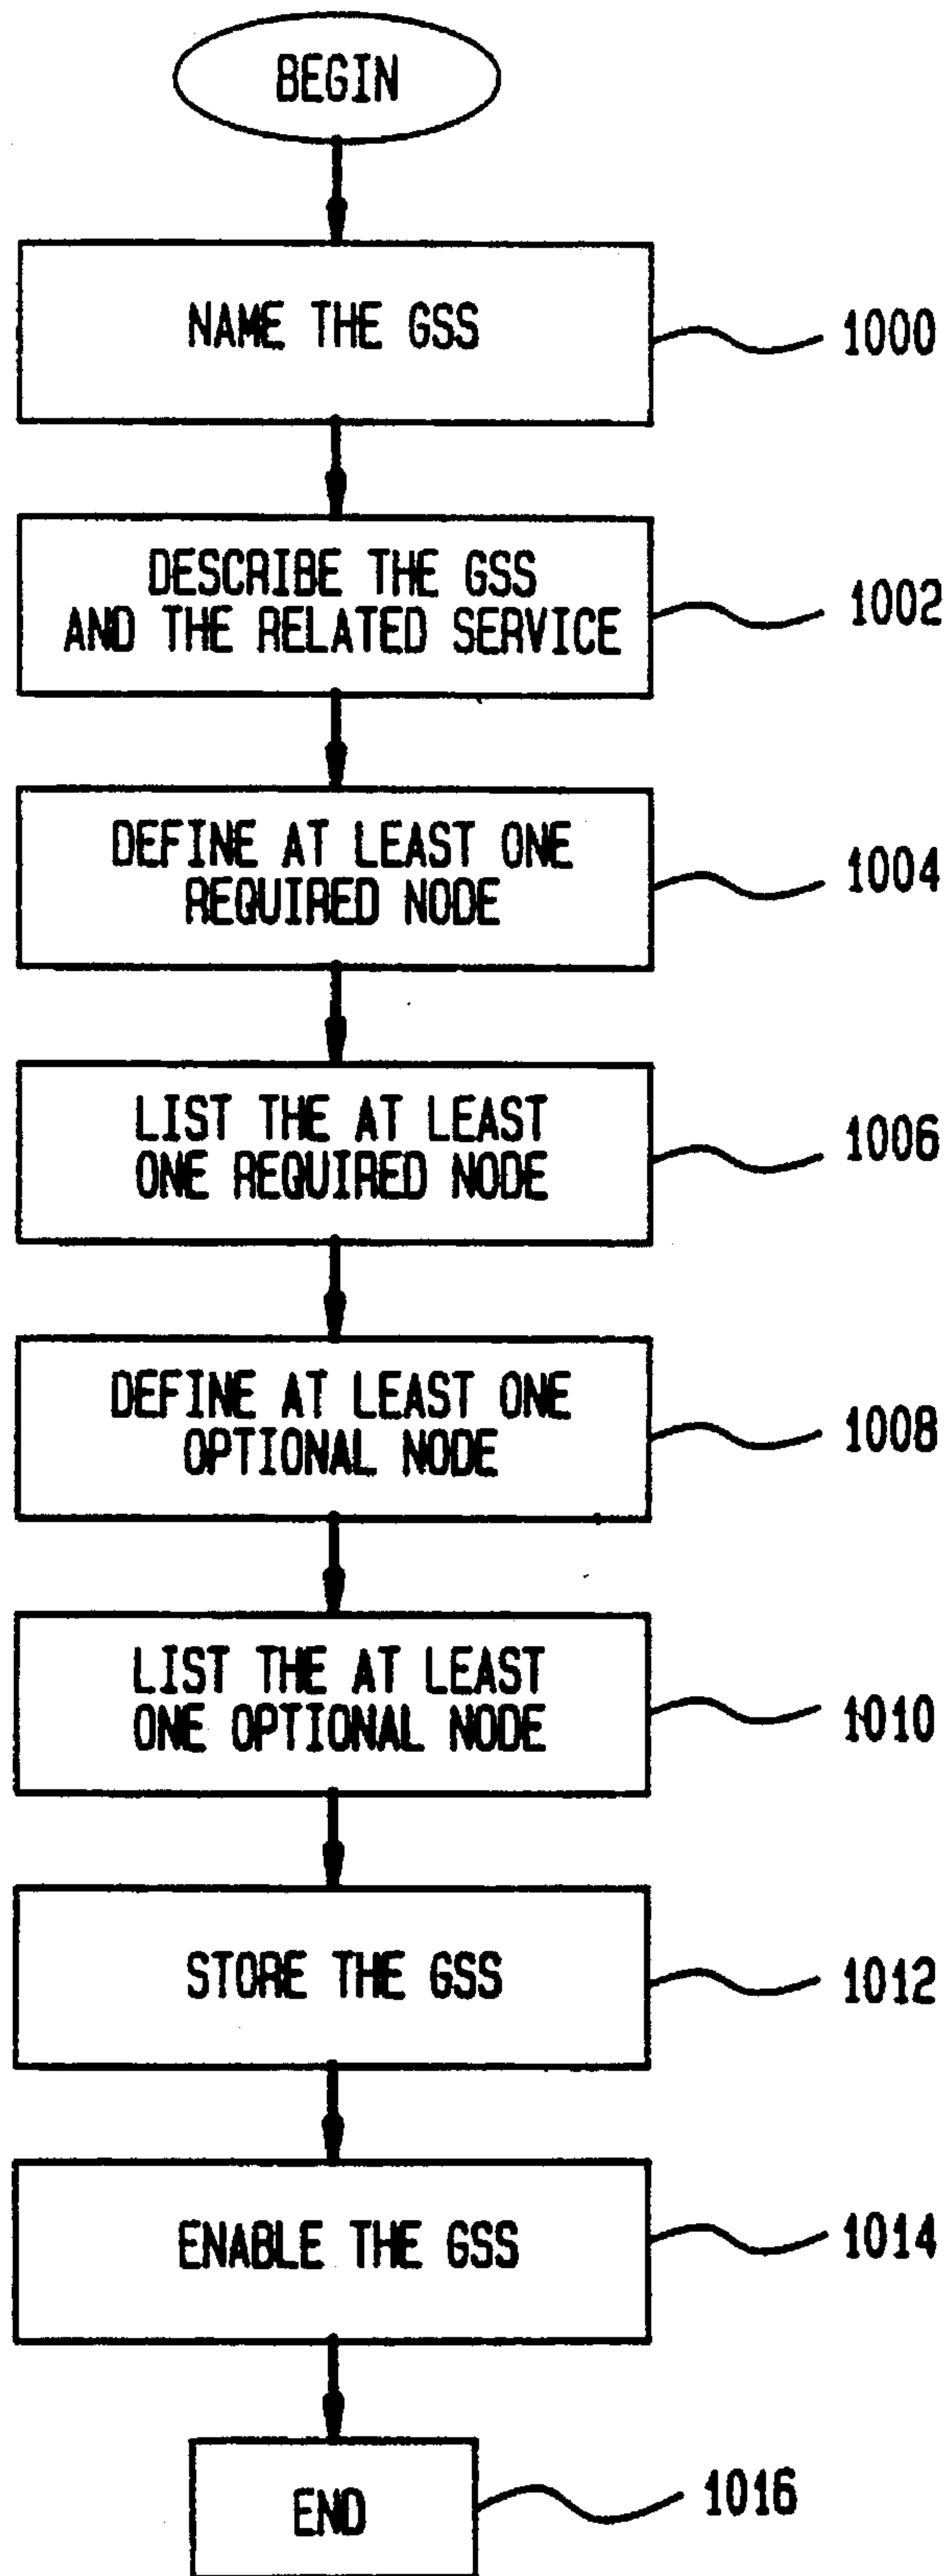 BEGIN
NAME THE GSS
1000
DESCRIBE THE GSS
AND THE RELATED SERVICE
1002
DEFINE AT LEAST ONE
REQUIRED NODE
1004
LIST THE AT LEAST
ONE REQUIRED NODE
1006
DEFINE AT LEAST ONE
OPTIONAL NODE
1008
LIST THE AT LEAST
ONE OPTIONAL NODE
1010
STORE THE GSS
1012
ENABLE THE GSS
1014
END
1016